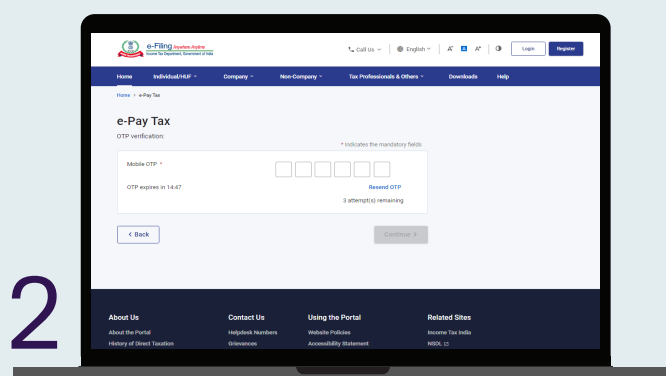 e-Filing Anywhere Anytime
Income Tax Department, Government of India
Call Us
English
A- A A+
Login
Register
Home
Individual/HUF
Company
Non-Company
Tax Professionals & Others
Downloads
Help
Home > e-Pay Tax
e-Pay Tax
OTP verification:
* Indicates the mandatory fields
Mobile OTP *
OTP expires in 14:47
Resend OTP
3 attempt(s) remaining
< Back
Continue >
2
About Us
About the Portal
History of Direct Taxation
Contact Us
Helpdesk Numbers
Grievances
Using the Portal
Website Policies
Accessibility Statement
Related Sites
Income Tax India
NSDL